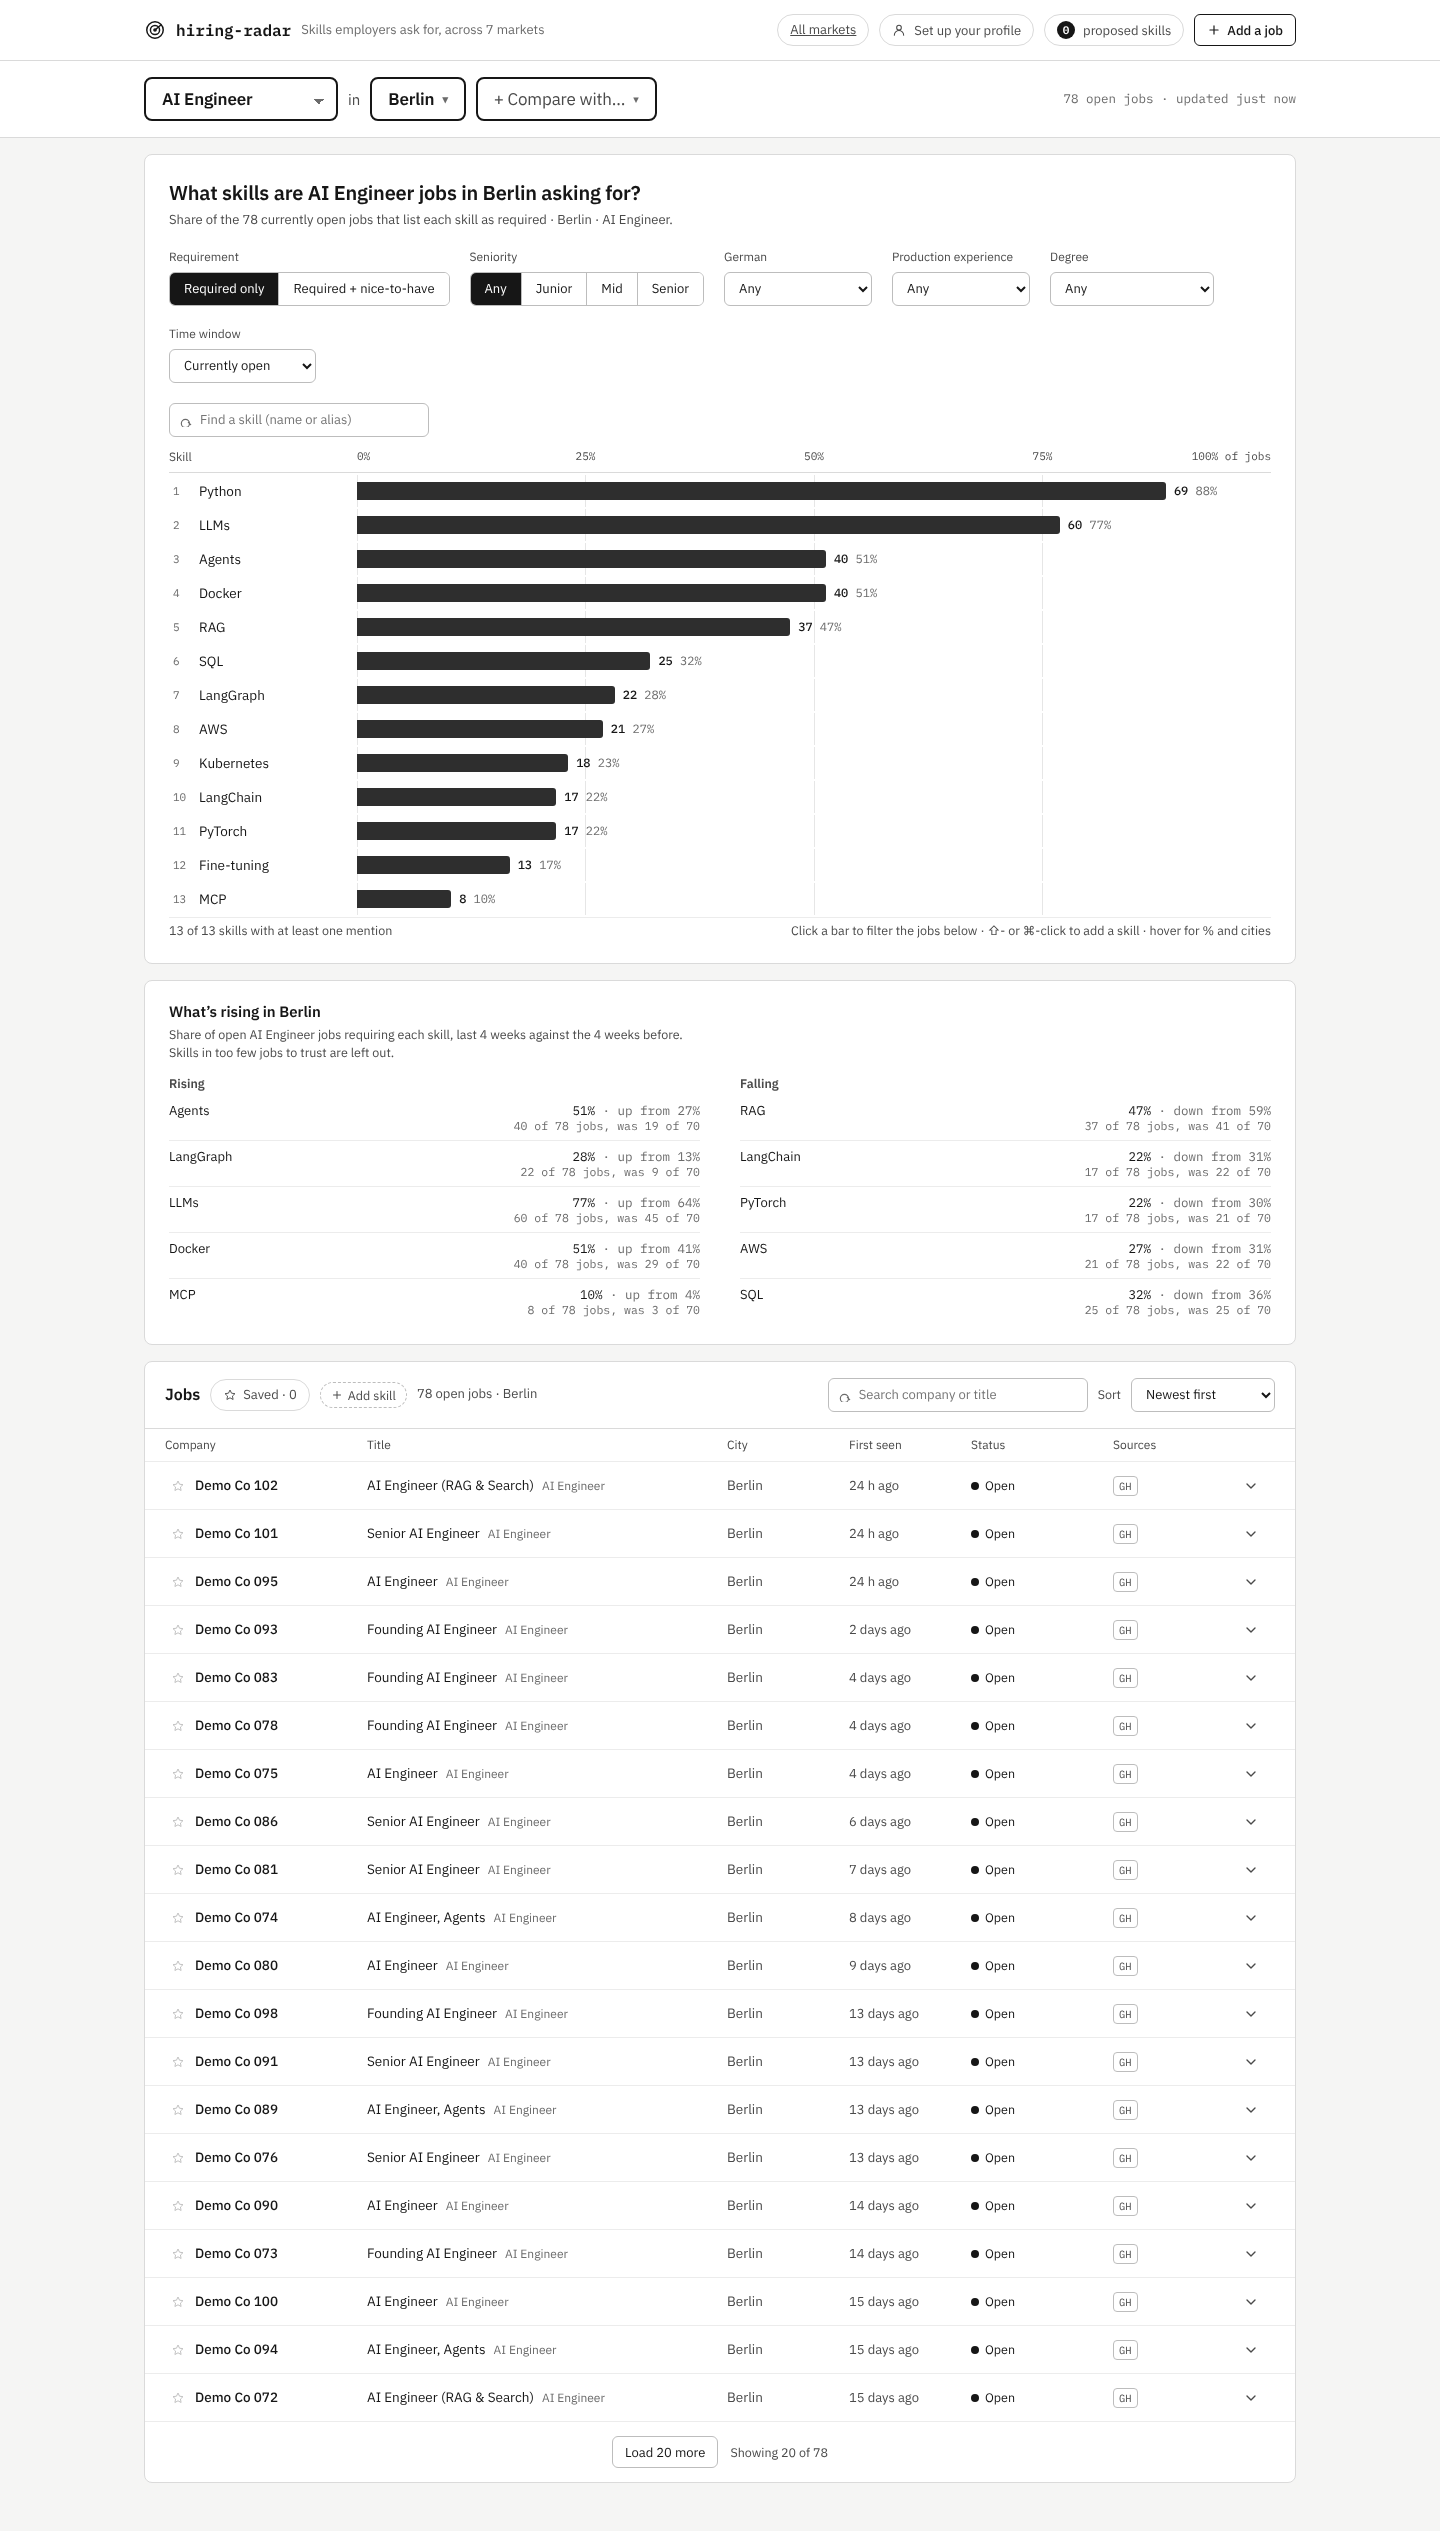 hiring-radar Skills employers ask for, across 7 markets All markets Set up your profile 0 proposed skills + Add a job
AI Engineer in Berlin ▾ + Compare with... ▾ 78 open jobs · updated just now
What skills are AI Engineer jobs in Berlin asking for?
Share of the 78 currently open jobs that list each skill as required · Berlin · AI Engineer.
Requirement Seniority German Production experience Degree
Required only Required + nice-to-have Any Junior Mid Senior Any Any Any
Time window
Currently open
Find a skill (name or alias)
Skill 0% 25% 50% 75% 100% of jobs
1 Python 69 88%
2 LLMs 60 77%
3 Agents 40 51%
4 Docker 40 51%
5 RAG 37 47%
6 SQL 25 32%
7 LangGraph 22 28%
8 AWS 21 27%
9 Kubernetes 18 23%
10 LangChain 17 22%
11 PyTorch 17 22%
12 Fine-tuning 13 17%
13 MCP 8 10%
13 of 13 skills with at least one mention Click a bar to filter the jobs below · ⇧- or ⌘-click to add a skill · hover for % and cities
What's rising in Berlin
Share of open AI Engineer jobs requiring each skill, last 4 weeks against the 4 weeks before.
Skills in too few jobs to trust are left out.
Rising
Agents 51% · up from 27%
40 of 78 jobs, was 19 of 70
LangGraph 28% · up from 13%
22 of 78 jobs, was 9 of 70
LLMs 77% · up from 64%
60 of 78 jobs, was 45 of 70
Docker 51% · up from 41%
40 of 78 jobs, was 29 of 70
MCP 10% · up from 4%
8 of 78 jobs, was 3 of 70
Falling
RAG 47% · down from 59%
37 of 78 jobs, was 41 of 70
LangChain 22% · down from 31%
17 of 78 jobs, was 22 of 70
PyTorch 22% · down from 30%
17 of 78 jobs, was 21 of 70
AWS 27% · down from 31%
21 of 78 jobs, was 22 of 70
SQL 32% · down from 36%
25 of 78 jobs, was 25 of 70
Jobs Saved · 0 + Add skill 78 open jobs · Berlin Search company or title Sort Newest first
Company Title City First seen Status Sources
Demo Co 102 AI Engineer (RAG & Search) AI Engineer Berlin 24 h ago Open GH
Demo Co 101 Senior AI Engineer AI Engineer Berlin 24 h ago Open GH
Demo Co 095 AI Engineer AI Engineer Berlin 24 h ago Open GH
Demo Co 093 Founding AI Engineer AI Engineer Berlin 2 days ago Open GH
Demo Co 083 Founding AI Engineer AI Engineer Berlin 4 days ago Open GH
Demo Co 078 Founding AI Engineer AI Engineer Berlin 4 days ago Open GH
Demo Co 075 AI Engineer AI Engineer Berlin 4 days ago Open GH
Demo Co 086 Senior AI Engineer AI Engineer Berlin 6 days ago Open GH
Demo Co 081 Senior AI Engineer AI Engineer Berlin 7 days ago Open GH
Demo Co 074 AI Engineer, Agents AI Engineer Berlin 8 days ago Open GH
Demo Co 080 AI Engineer AI Engineer Berlin 9 days ago Open GH
Demo Co 098 Founding AI Engineer AI Engineer Berlin 13 days ago Open GH
Demo Co 091 Senior AI Engineer AI Engineer Berlin 13 days ago Open GH
Demo Co 089 AI Engineer, Agents AI Engineer Berlin 13 days ago Open GH
Demo Co 076 Senior AI Engineer AI Engineer Berlin 13 days ago Open GH
Demo Co 090 AI Engineer AI Engineer Berlin 14 days ago Open GH
Demo Co 073 Founding AI Engineer AI Engineer Berlin 14 days ago Open GH
Demo Co 100 AI Engineer AI Engineer Berlin 15 days ago Open GH
Demo Co 094 AI Engineer, Agents AI Engineer Berlin 15 days ago Open GH
Demo Co 072 AI Engineer (RAG & Search) AI Engineer Berlin 15 days ago Open GH
Load 20 more Showing 20 of 78